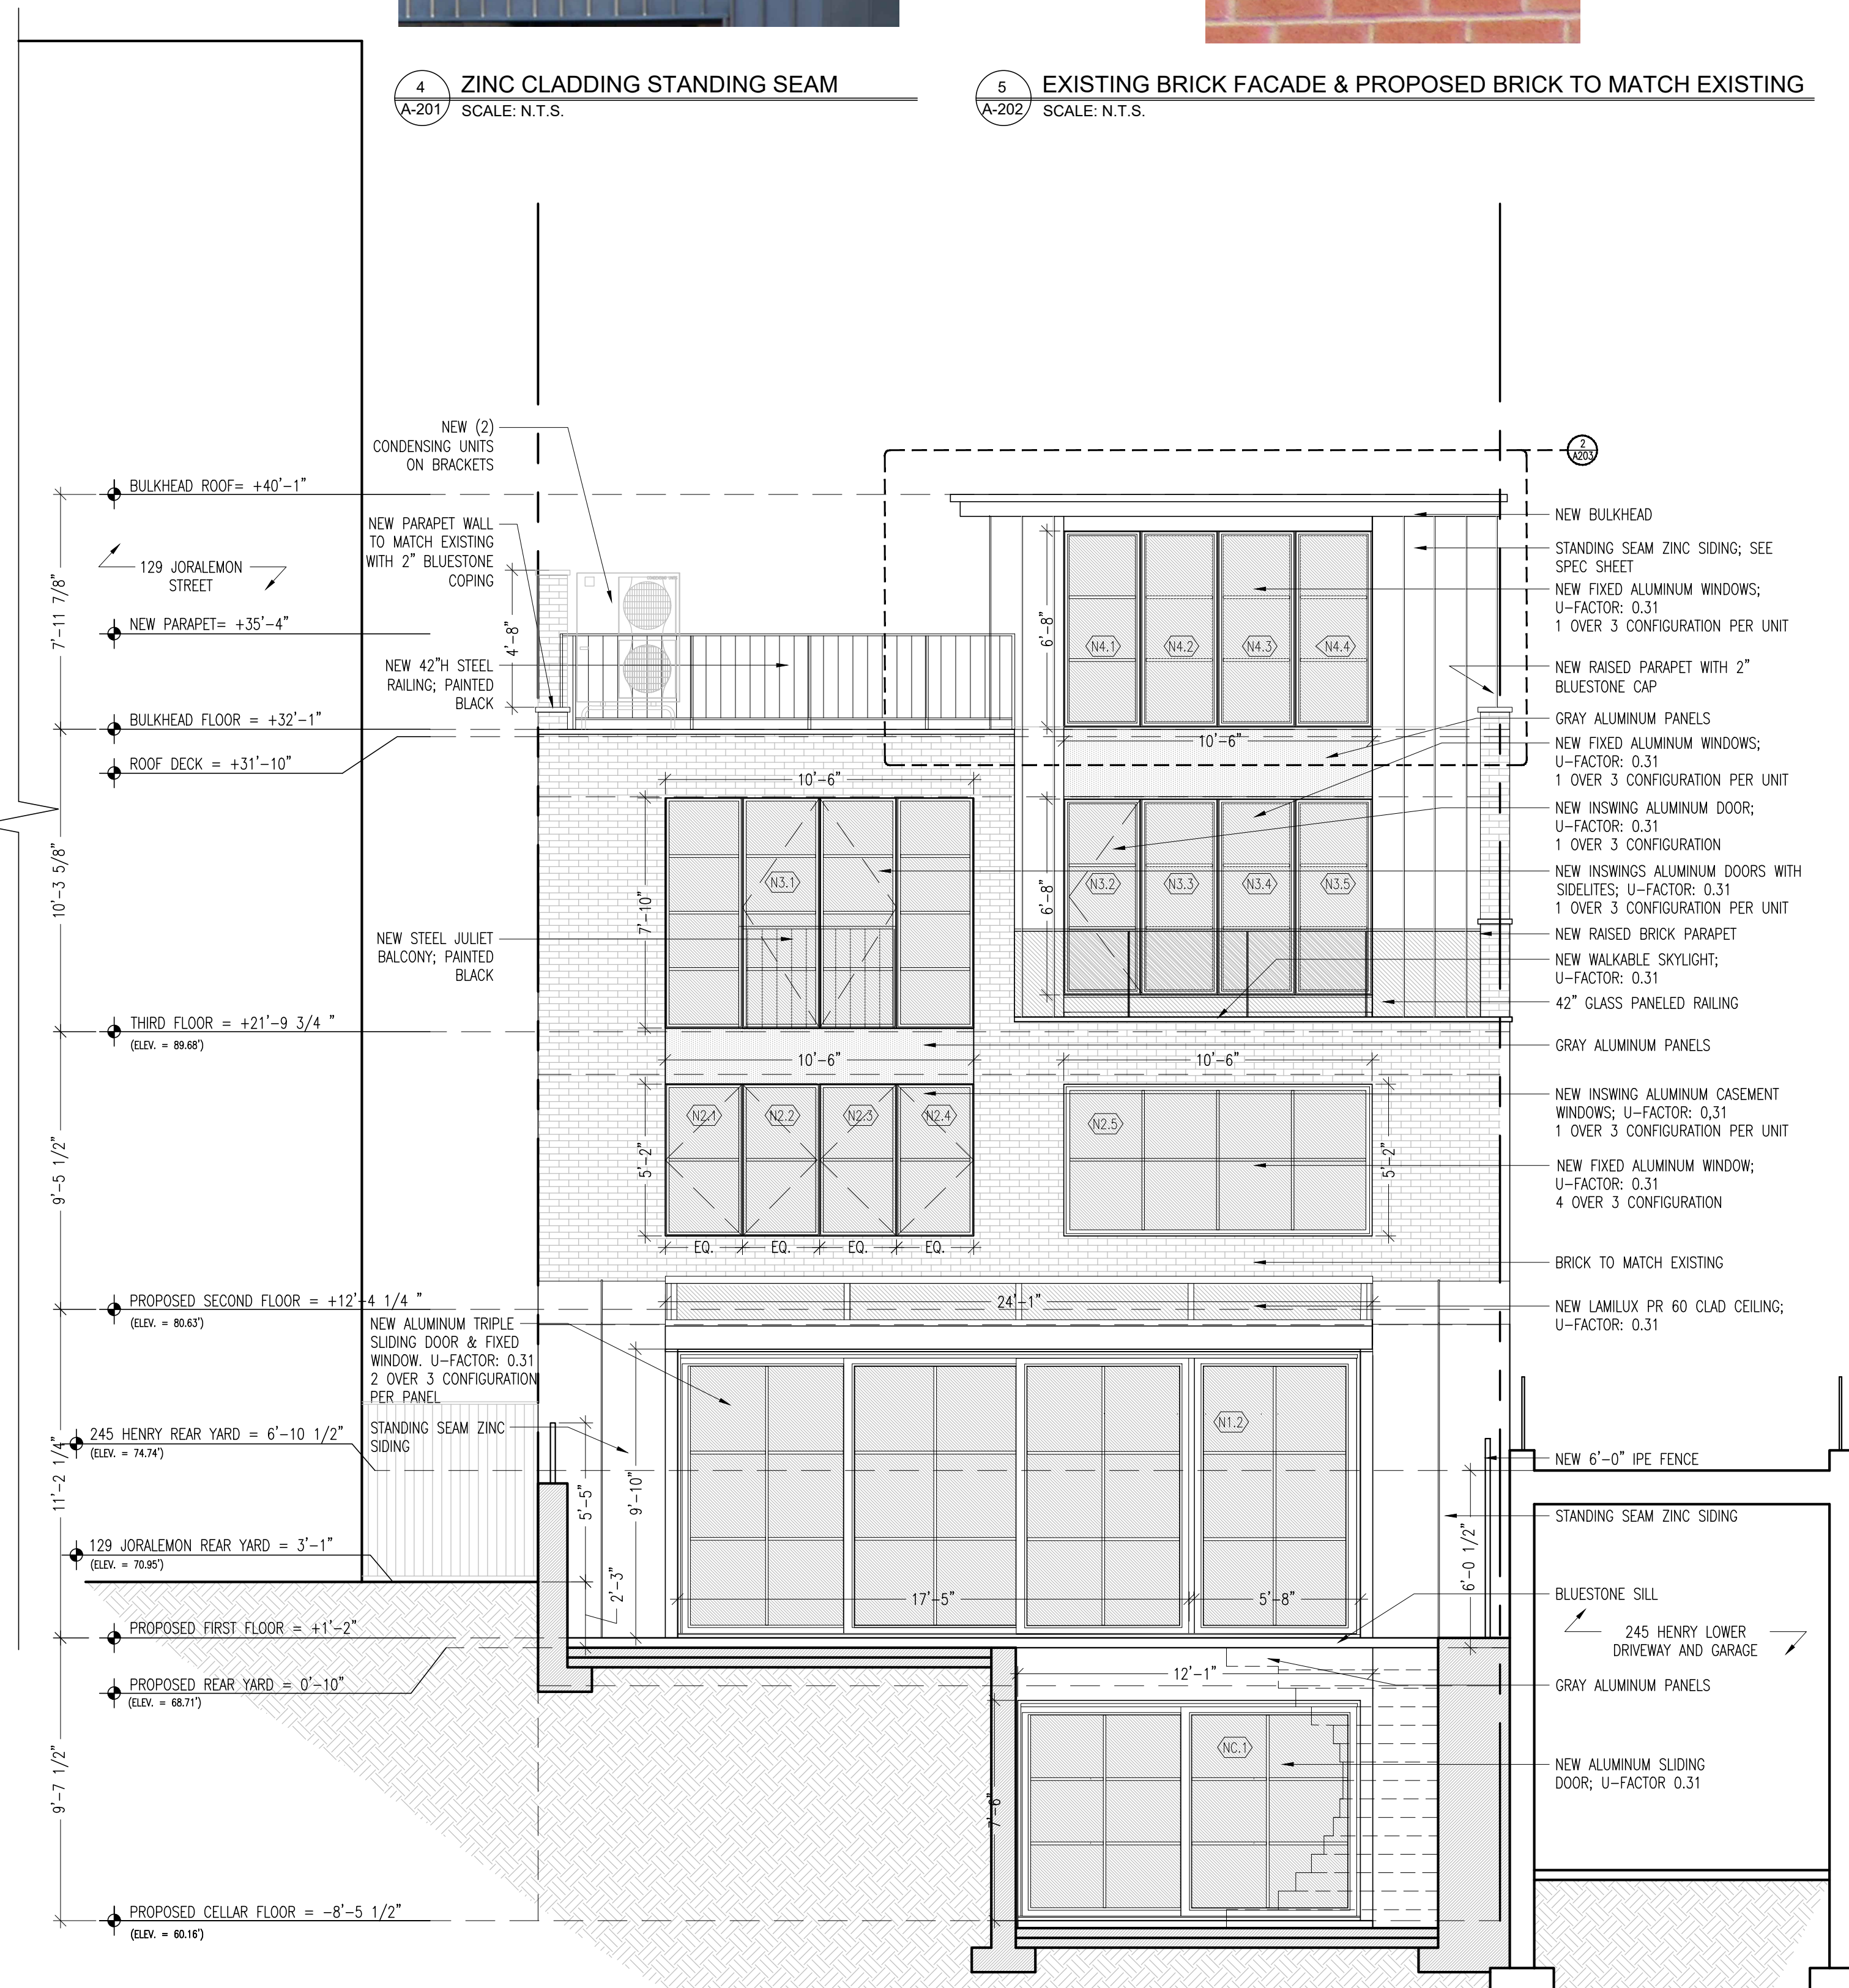 4
A-201
ZINC CLADDING STANDING SEAM
SCALE: N.T.S.
5
A-202
EXISTING BRICK FACADE & PROPOSED BRICK TO MATCH EXISTING
SCALE: N.T.S.
NEW (2)
CONDENSING UNITS
ON BRACKETS
2
A203
BULKHEAD ROOF= +40'-1"
NEW PARAPET WALL
TO MATCH EXISTING
WITH 2" BLUESTONE
COPING
129 JORALEMON
STREET
7'-11 7/8"
NEW PARAPET= +35'-4"
4'-8"
NEW 42"H STEEL
RAILING; PAINTED
BLACK
BULKHEAD FLOOR = +32'-1"
ROOF DECK = +31'-10"
6'-8"
N4.1
N4.2
N4.3
N4.4
10'-6"
NEW BULKHEAD
STANDING SEAM ZINC SIDING; SEE
SPEC SHEET
NEW FIXED ALUMINUM WINDOWS;
U-FACTOR: 0.31
1 OVER 3 CONFIGURATION PER UNIT
NEW RAISED PARAPET WITH 2"
BLUESTONE CAP
GRAY ALUMINUM PANELS
NEW FIXED ALUMINUM WINDOWS;
U-FACTOR: 0.31
1 OVER 3 CONFIGURATION PER UNIT
NEW INSWING ALUMINUM DOOR;
U-FACTOR: 0.31
1 OVER 3 CONFIGURATION
NEW INSWINGS ALUMINUM DOORS WITH
SIDELITES; U-FACTOR: 0.31
1 OVER 3 CONFIGURATION PER UNIT
NEW RAISED BRICK PARAPET
NEW WALKABLE SKYLIGHT;
U-FACTOR: 0.31
42" GLASS PANELED RAILING
GRAY ALUMINUM PANELS
10'-3 5/8"
10'-6"
7'-10"
N3.1
6'-8"
N3.2
N3.3
N3.4
N3.5
NEW STEEL JULIET
BALCONY; PAINTED
BLACK
THIRD FLOOR = +21'-9 3/4 "
(ELEV. = 89.68')
10'-6"
10'-6"
9'-5 1/2"
5'-2"
N2.1
N2.2
N2.3
N2.4
N2.5
5'-2"
EQ.
EQ.
EQ.
EQ.
NEW INSWING ALUMINUM CASEMENT
WINDOWS; U-FACTOR: 0,31
1 OVER 3 CONFIGURATION PER UNIT
NEW FIXED ALUMINUM WINDOW;
U-FACTOR: 0.31
4 OVER 3 CONFIGURATION
BRICK TO MATCH EXISTING
PROPOSED SECOND FLOOR = +12'-4 1/4 "
(ELEV. = 80.63')
24'-1"
NEW LAMILUX PR 60 CLAD CEILING;
U-FACTOR: 0.31
NEW ALUMINUM TRIPLE
SLIDING DOOR & FIXED
WINDOW. U-FACTOR: 0.31
2 OVER 3 CONFIGURATION
PER PANEL
STANDING SEAM ZINC
SIDING
245 HENRY REAR YARD = 6'-10 1/2"
(ELEV. = 74.74')
11'-2 1/4"
5'-5"
9'-10"
2'-3"
N1.2
17'-5"
5'-8"
6'-0 1/2"
NEW 6'-0" IPE FENCE
STANDING SEAM ZINC SIDING
BLUESTONE SILL
245 HENRY LOWER
DRIVEWAY AND GARAGE
129 JORALEMON REAR YARD = 3'-1"
(ELEV. = 70.95')
PROPOSED FIRST FLOOR = +1'-2"
PROPOSED REAR YARD = 0'-10"
(ELEV. = 68.71')
12'-1"
GRAY ALUMINUM PANELS
9'-7 1/2"
7'-6"
NC.1
NEW ALUMINUM SLIDING
DOOR; U-FACTOR 0.31
PROPOSED CELLAR FLOOR = -8'-5 1/2"
(ELEV. = 60.16')